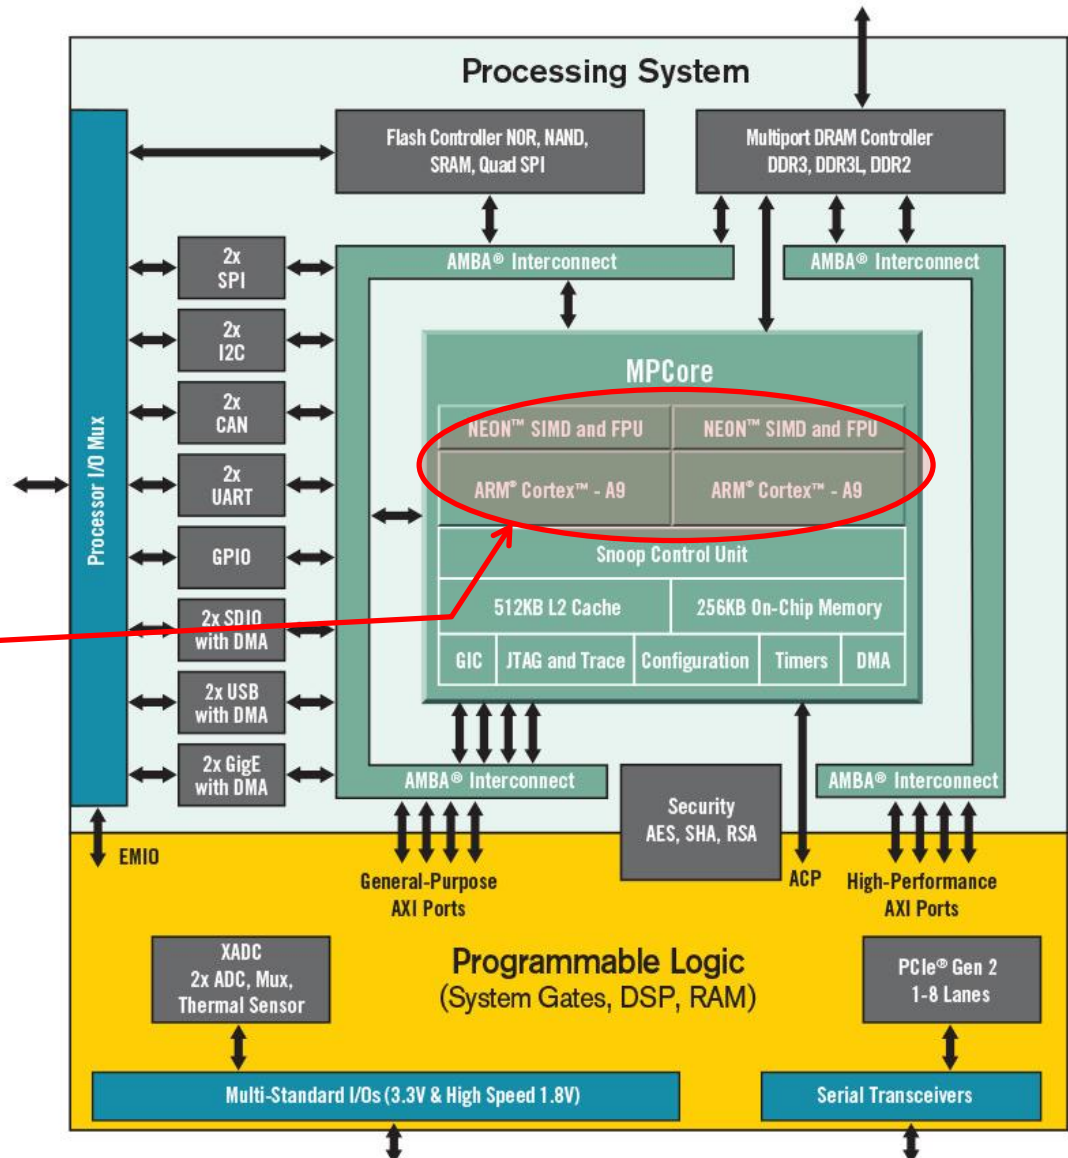 Processing System
Processor I/O Mux
Flash Controller NOR, NAND,
SRAM, Quad SPI
Multiport DRAM Controller
DDR3, DDR3L, DDR2
AMBA® Interconnect
AMBA® Interconnect
2x
SPI
2x
I2C
2x
CAN
2x
UART
GPIO
2x SDIO
with DMA
2x USB
with DMA
2x GigE
with DMA
MPCore
NEON™ SIMD and FPU
NEON™ SIMD and FPU
ARM® Cortex™ - A9
ARM® Cortex™ - A9
Snoop Control Unit
512KB L2 Cache
256KB On-Chip Memory
GIC
JTAG and Trace
Configuration
Timers
DMA
AMBA® Interconnect
AMBA® Interconnect
Security
AES, SHA, RSA
EMIO
General-Purpose
AXI Ports
ACP
High-Performance
AXI Ports
XADC
2x ADC, Mux,
Thermal Sensor
Programmable Logic
(System Gates, DSP, RAM)
PCIe® Gen 2
1-8 Lanes
Multi-Standard I/Os (3.3V & High Speed 1.8V)
Serial Transceivers